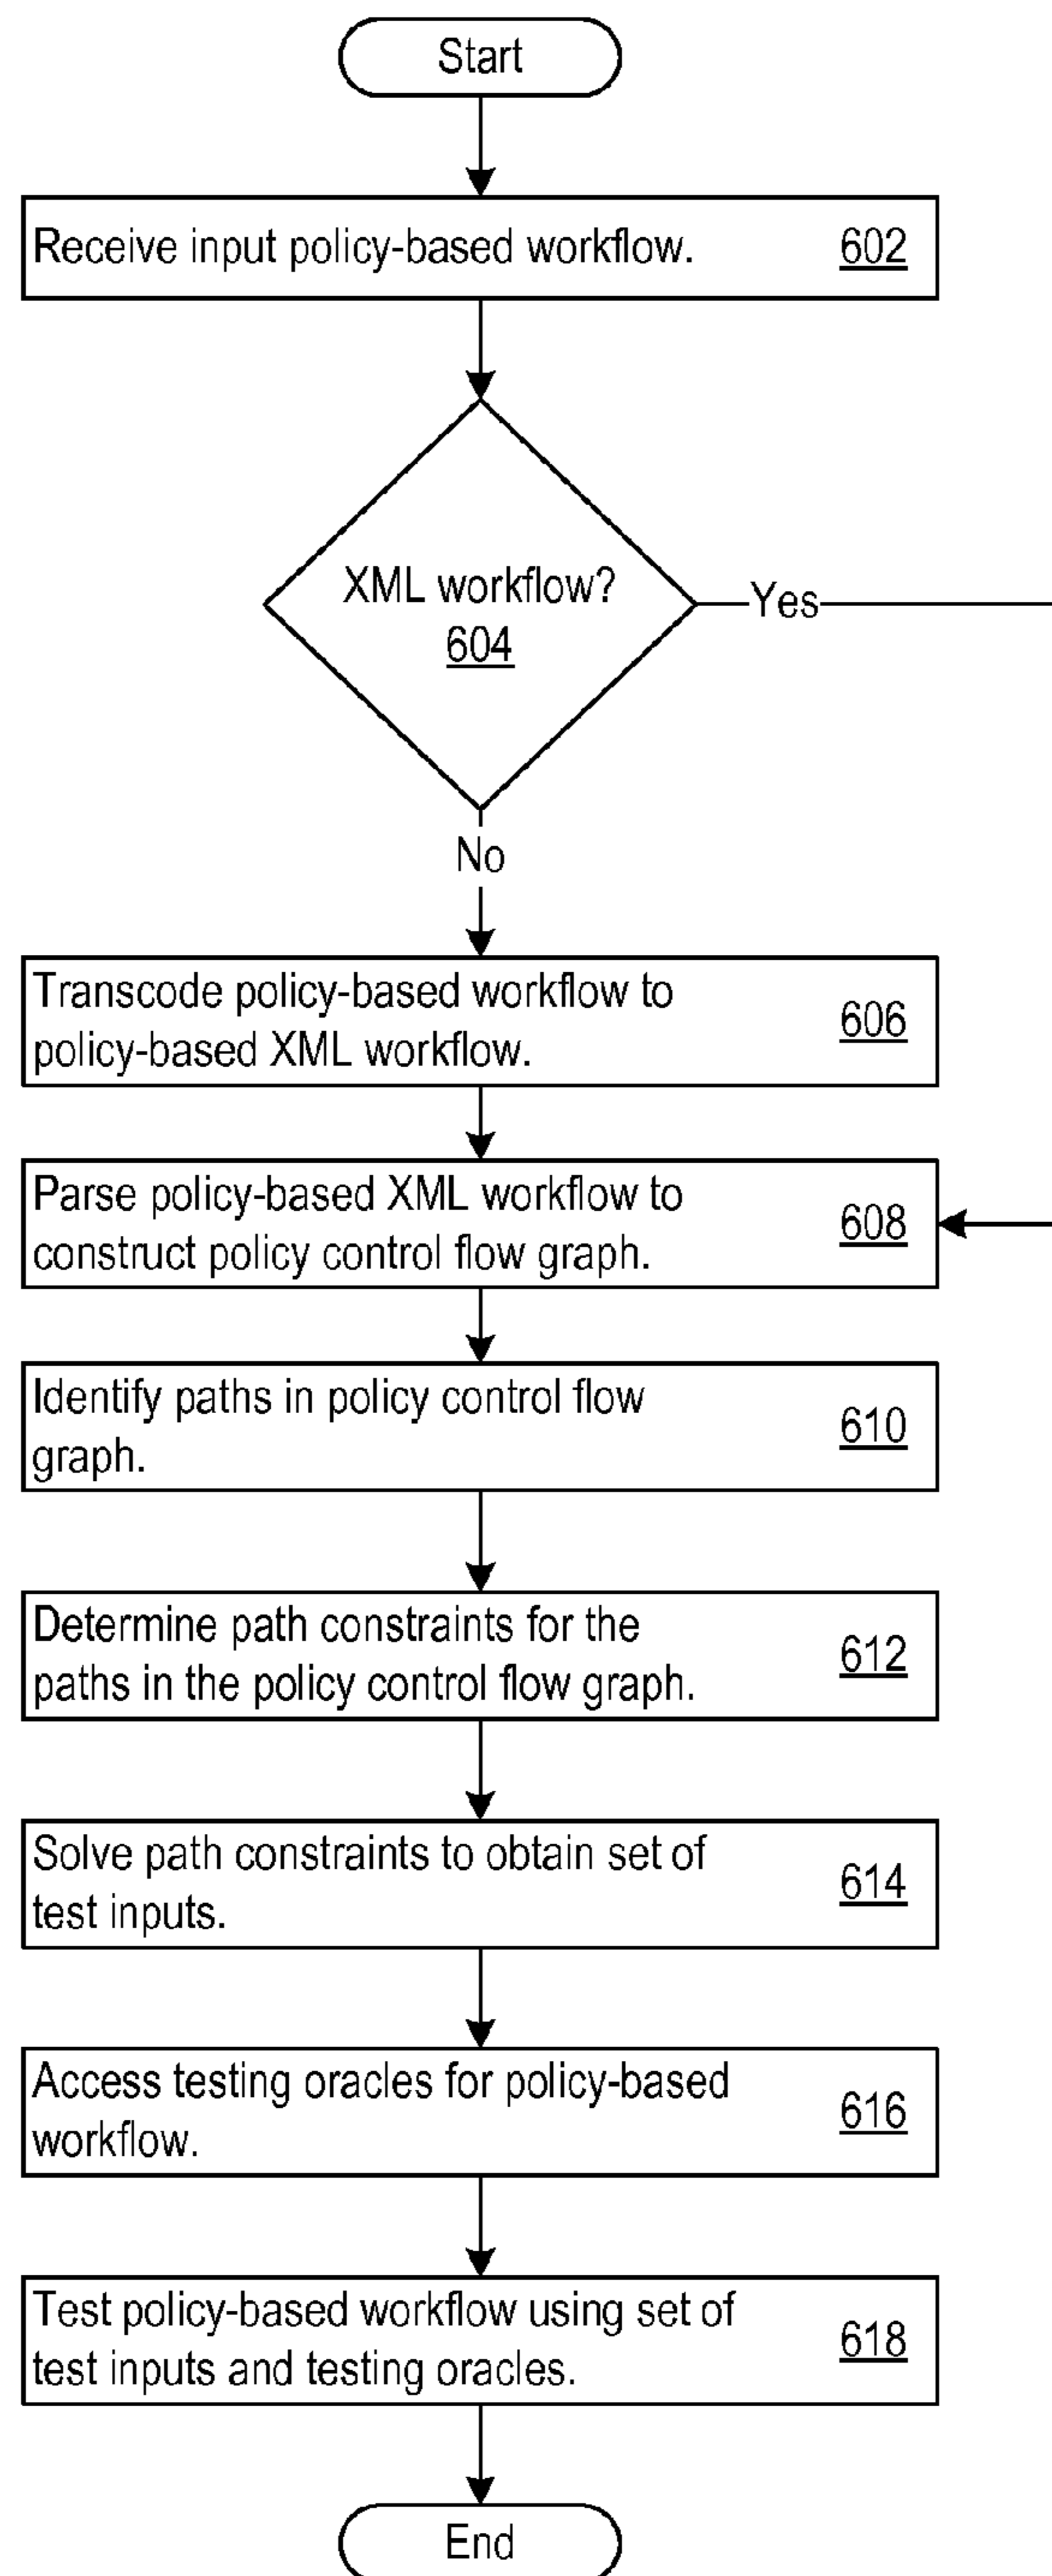 Start
Receive input policy-based workflow.
602
XML workflow?
604
Yes
No
Transcode policy-based workflow to
policy-based XML workflow.
606
Parse policy-based XML workflow to
construct policy control flow graph.
608
Identify paths in policy control flow
graph.
610
Determine path constraints for the
paths in the policy control flow graph.
612
Solve path constraints to obtain set of
test inputs.
614
Access testing oracles for policy-based
workflow.
616
Test policy-based workflow using set of
test inputs and testing oracles.
618
End